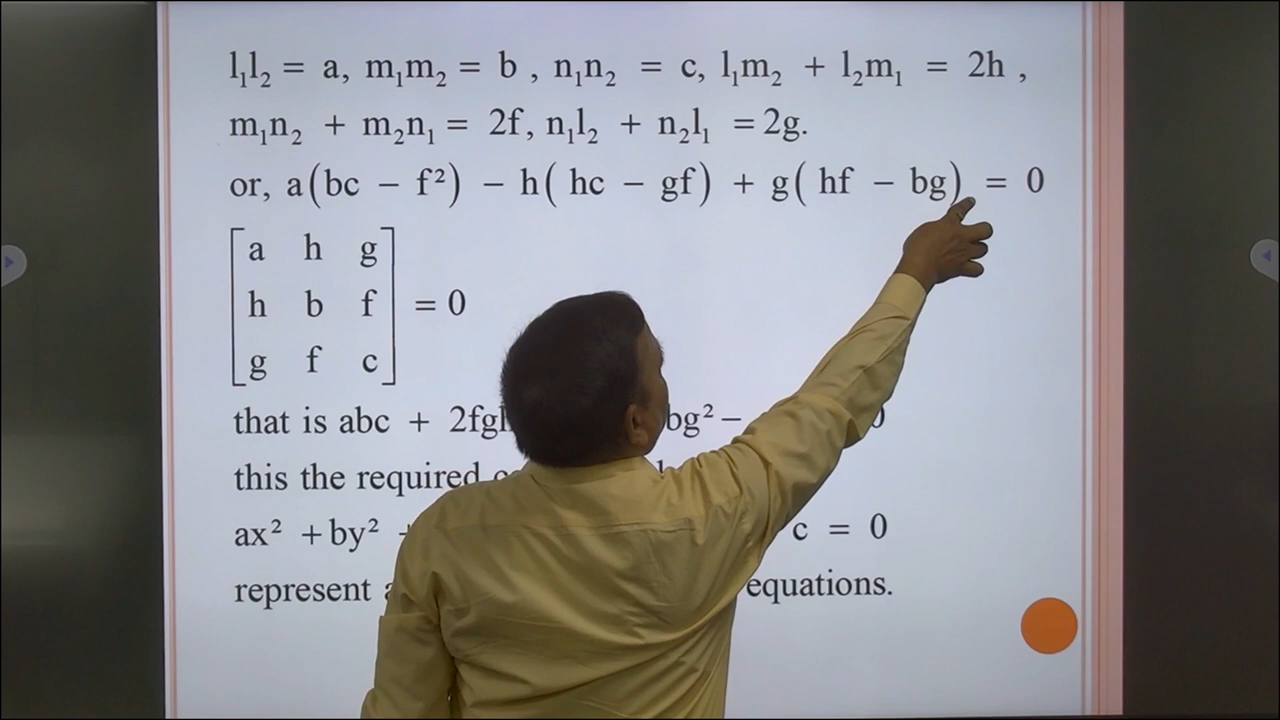 l₁l₂ = a, m₁m₂ = b , n₁n₂ = c, l₁m₂ + l₂m₁ = 2h ,
m₁n₂ + m₂n₁ = 2f, n₁l₂ + n₂l₁ = 2g.
or, a(bc − f²) − h( hc − gf) + g( hf − bg) = 0
a h g
h b f = 0
g f c
that is abc + 2fg bg² −
this the required
ax² + by² c = 0
represent equations.